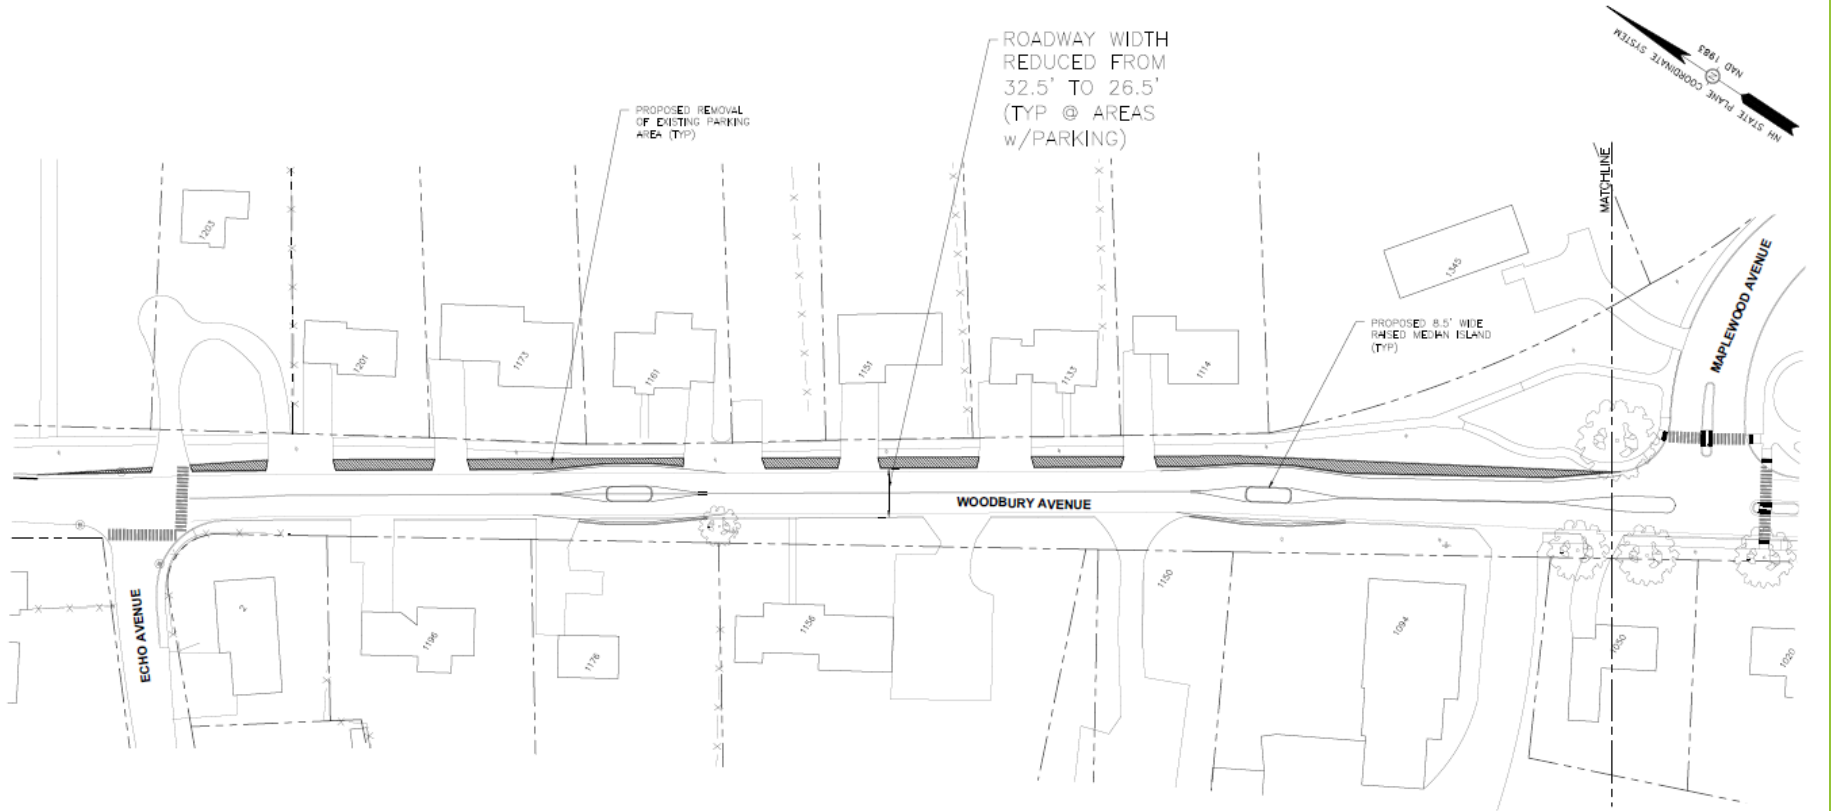 ROADWAY WIDTH
REDUCED FROM
32.5' TO 26.5'
(TYP @ AREAS
w/PARKING)
PROPOSED REMOVAL
OF EXISTING PARKING
AREA (TYP)
NH STATE PLANE COORDINATE SYSTEM
NAD 1983
MATCHLINE
MAPLEWOOD AVENUE
PROPOSED 8.5' WIDE
RAISED MEDIAN ISLAND
(TYP)
1203
1201
1173
1161
1151
1133
1114
1345
WOODBURY AVENUE
ECHO AVENUE
2
1196
1176
1156
1150
1094
1050
1020